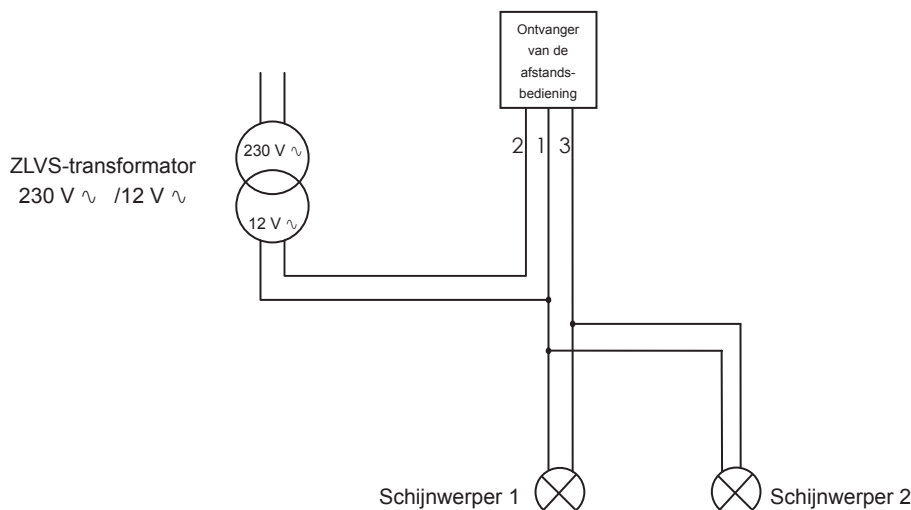 Ontvanger
van de
afstands-
bediening
2 1 3
230 V ∿
ZLVS-transformator
230 V ∿ /12 V ∿
12 V ∿
Schijnwerper 1
Schijnwerper 2